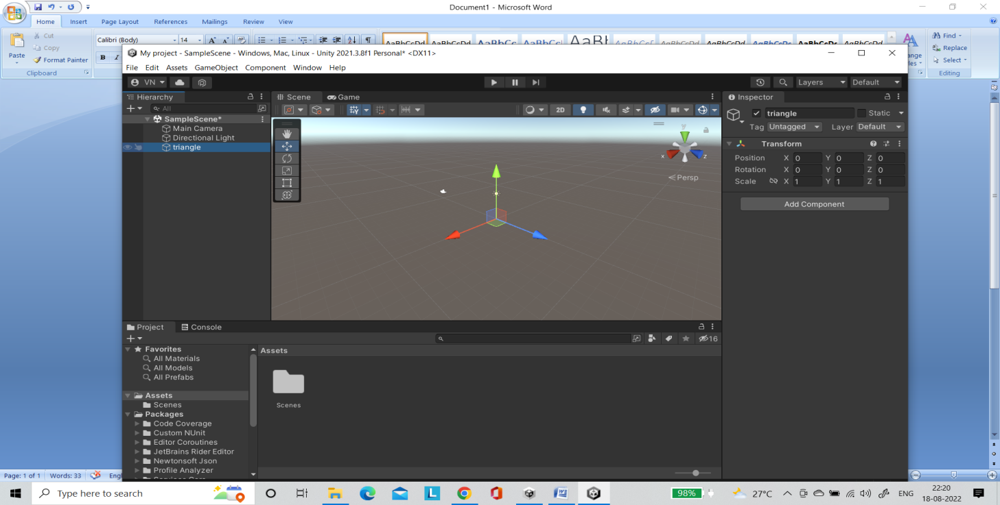 Document1 - Microsoft Word
Home Insert Page Layout References Mailings Review View
Cut
Copy
Format Painter
Paste
Clipboard
Calibri (Body) 14
AaBbCcDd AaBbCcDd AaBbCc AaBbCcI AaBI AaBbCcI AaBbCcDd AaBbCcDd AaBbCcDc AaBbCcDc AaBbCcDd
Find
Replace
Select
Editing
My project - SampleScene - Windows, Mac, Linux - Unity 2021.3.8f1 Personal* <DX11>
File Edit Assets GameObject Component Window Help
VN
Layers Default
Hierarchy
All
SampleScene*
Main Camera
Directional Light
triangle
Scene Game
2D
y
x z
Persp
Inspector
triangle Static
Tag Untagged Layer Default
Transform
Position X 0 Y 0 Z 0
Rotation X 0 Y 0 Z 0
Scale X 1 Y 1 Z 1
Add Component
Project Console
16
Favorites
All Materials
All Models
All Prefabs
Assets
Scenes
Packages
Code Coverage
Custom NUnit
Editor Coroutines
JetBrains Rider Editor
Newtonsoft Json
Profile Analyzer
Assets
Scenes
Page: 1 of 1 Words: 33
Type here to search
98% 27°C ENG 22:20
18-08-2022